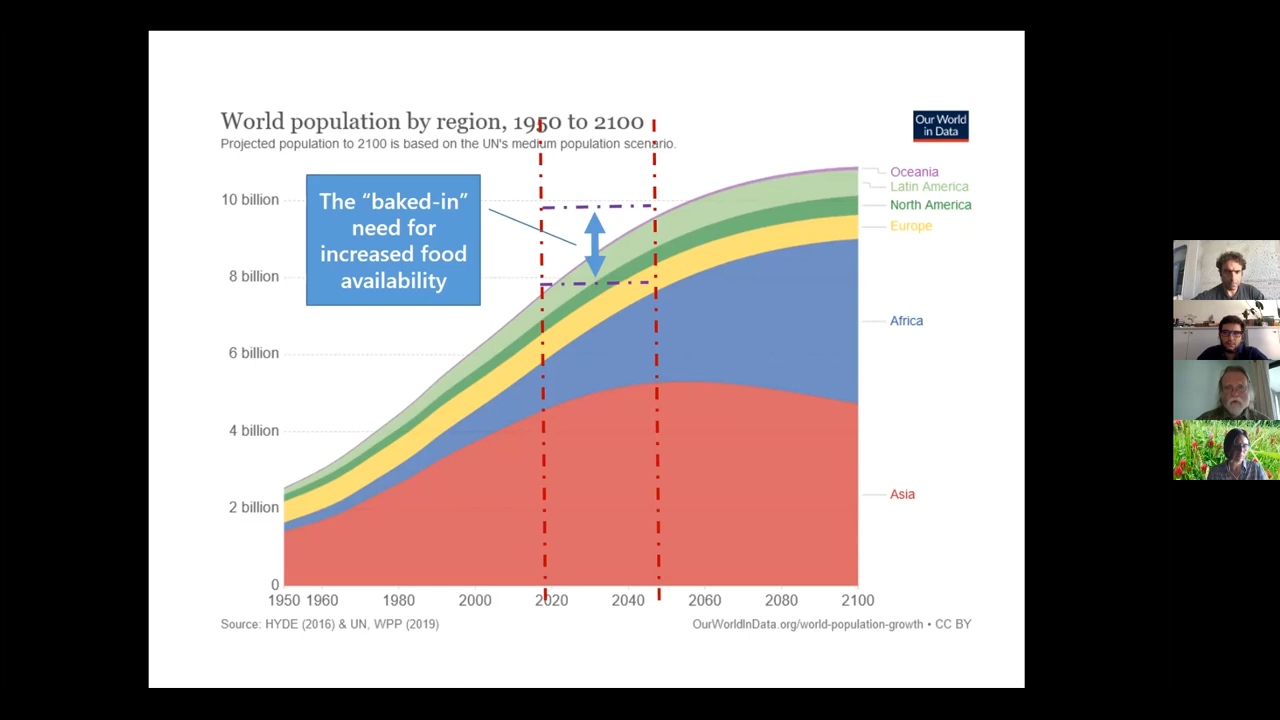 World population by region, 1950 to 2100
Projected population to 2100 is based on the UN's medium population scenario.
Our World
in Data
10 billion
8 billion
6 billion
4 billion
2 billion
0
The “baked-in”
need for
increased food
availability
Oceania
Latin America
North America
Europe
Africa
Asia
1950 1960 1980 2000 2020 2040 2060 2080 2100
Source: HYDE (2016) & UN, WPP (2019)
OurWorldInData.org/world-population-growth • CC BY